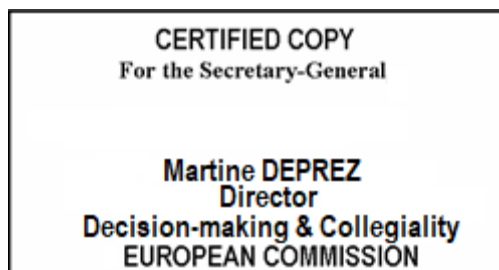 CERTIFIED COPY
For the Secretary-General
Martine DEPREZ
Director
Decision-making & Collegiality
EUROPEAN COMMISSION